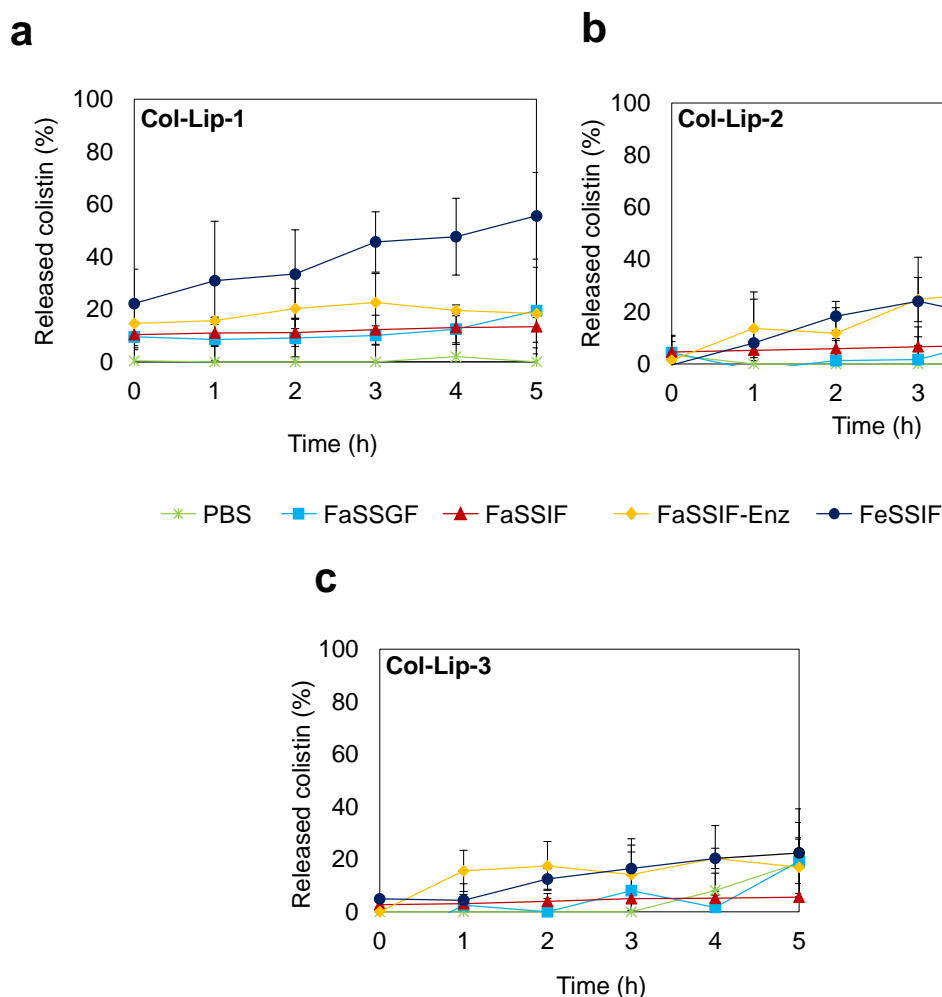 a
b
Col-Lip-1
Released colistin (%)
100
80
60
40
20
0
0 1 2 3 4 5
Time (h)
Col-Lip-2
Released colistin (%)
100
80
60
40
20
0
0 1 2 3
Time (h)
PBS FaSSGF FaSSIF FaSSIF-Enz FeSSIF
c
Col-Lip-3
Released colistin (%)
100
80
60
40
20
0
0 1 2 3 4 5
Time (h)